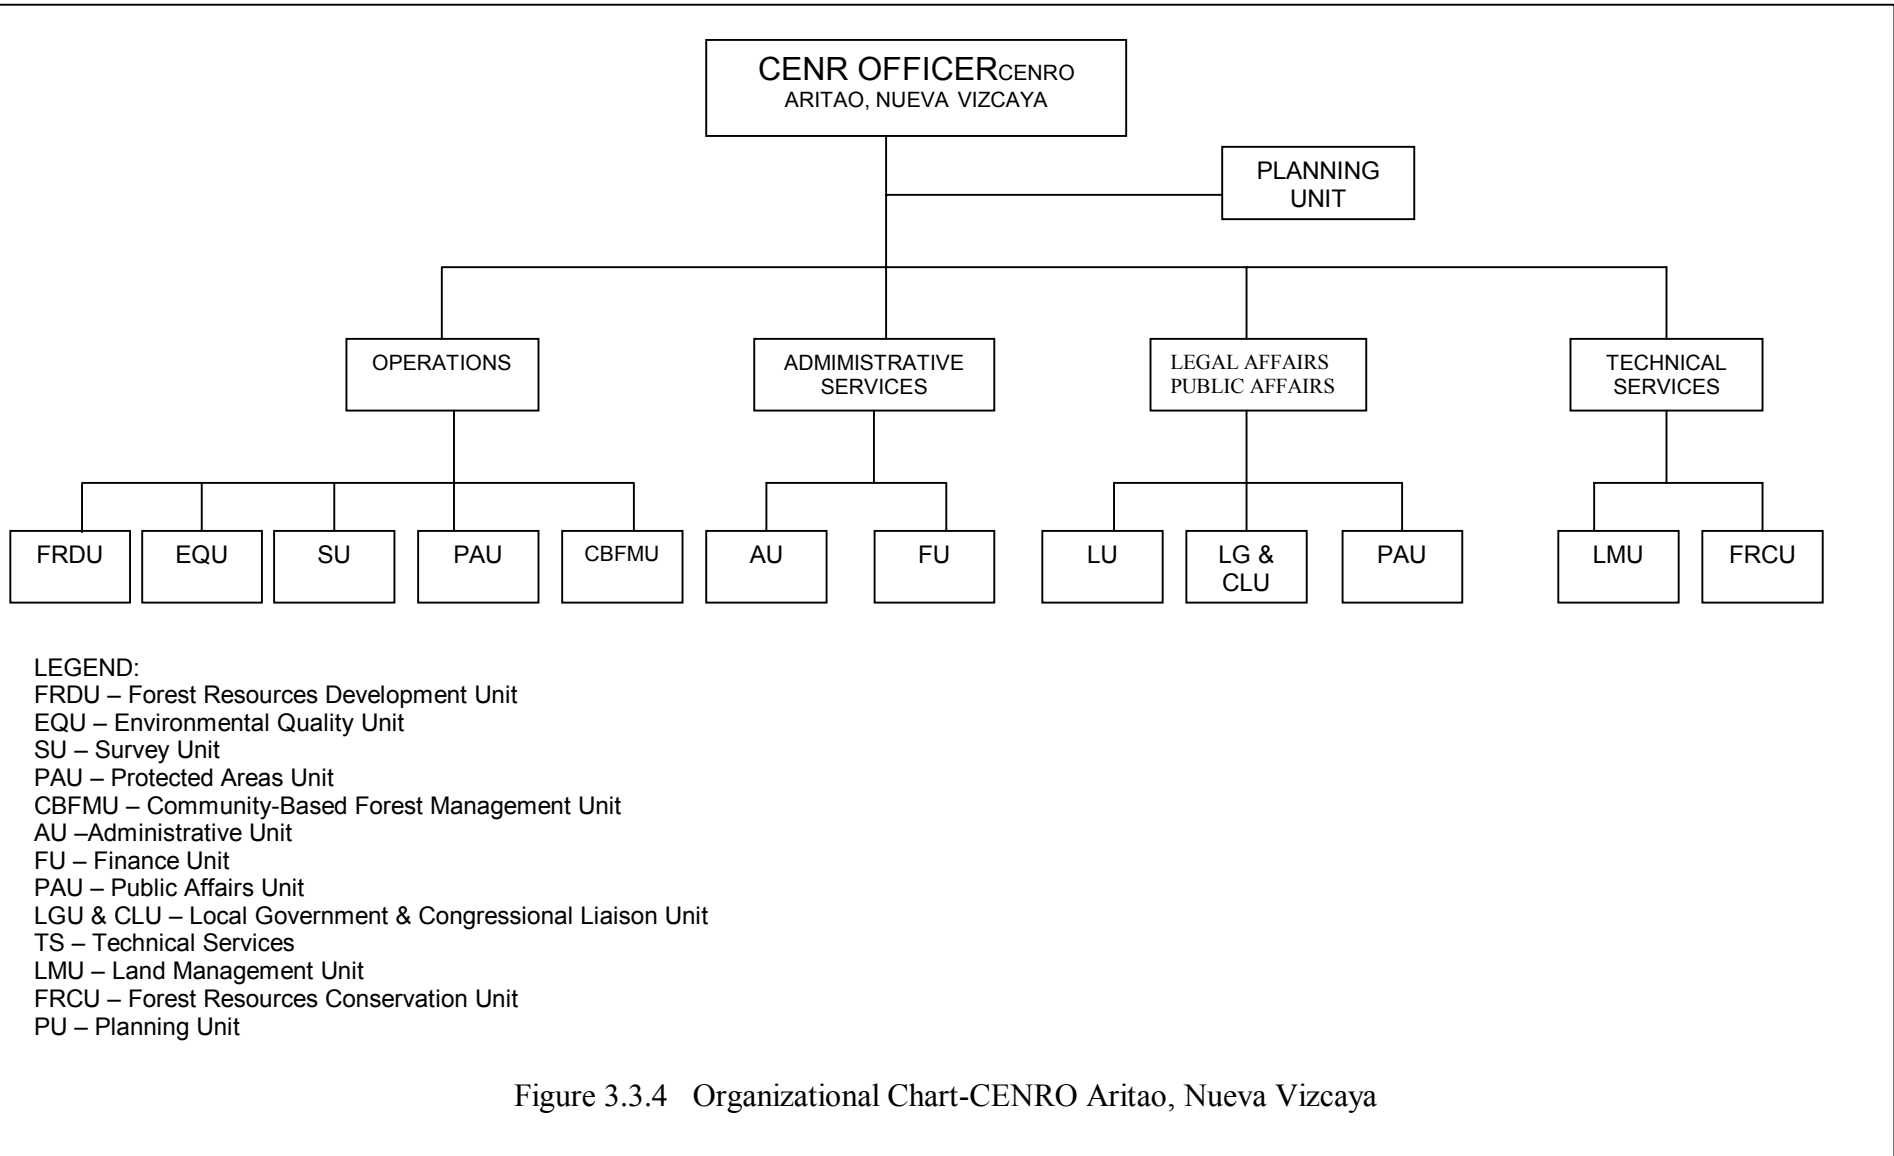 CENR OFFICERCENRO
ARITAO, NUEVA VIZCAYA
PLANNING
UNIT
OPERATIONS
ADMIMISTRATIVE
SERVICES
LEGAL AFFAIRS
PUBLIC AFFAIRS
TECHNICAL
SERVICES
FRDU
EQU
SU
PAU
CBFMU
AU
FU
LU
LG &
CLU
PAU
LMU
FRCU
LEGEND:
FRDU – Forest Resources Development Unit
EQU – Environmental Quality Unit
SU – Survey Unit
PAU – Protected Areas Unit
CBFMU – Community-Based Forest Management Unit
AU –Administrative Unit
FU – Finance Unit
PAU – Public Affairs Unit
LGU & CLU – Local Government & Congressional Liaison Unit
TS – Technical Services
LMU – Land Management Unit
FRCU – Forest Resources Conservation Unit
PU – Planning Unit
Figure 3.3.4 Organizational Chart-CENRO Aritao, Nueva Vizcaya